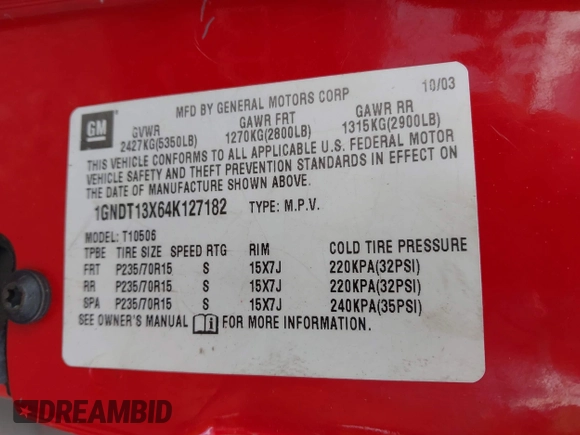 MFD BY GENERAL MOTORS CORP 10/03
GM
GVWR GAWR FRT GAWR RR
2427KG(5350LB) 1270KG(2800LB) 1315KG(2900LB)
THIS VEHICLE CONFORMS TO ALL APPLICABLE U.S. FEDERAL MOTOR
VEHICLE SAFETY AND THEFT PREVENTION STANDARDS IN EFFECT ON
THE DATE OF MANUFACTURE SHOWN ABOVE.
1GNDT13X64K127182 TYPE: M.P.V.
MODEL: T10506
TPBE TIRE SIZE SPEED RTG RIM COLD TIRE PRESSURE
FRT P235/70R15 S 15X7J 220KPA(32PSI)
RR P235/70R15 S 15X7J 220KPA(32PSI)
SPA P235/70R15 S 15X7J 240KPA(35PSI)
SEE OWNER'S MANUAL FOR MORE INFORMATION.
DREAMBID